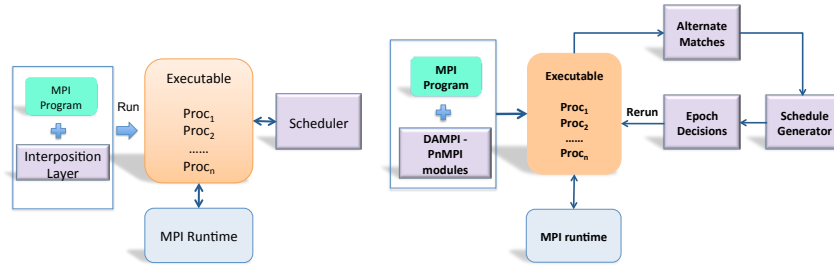 MPI
Program
Interposition
Layer
Run
Executable
Proc1
Proc2
......
Procn
Scheduler
MPI Runtime
MPI
Program
DAMPI -
PnMPI
modules
Executable
Proc1
Proc2
......
Procn
MPI runtime
Alternate
Matches
Rerun
Epoch
Decisions
Schedule
Generator